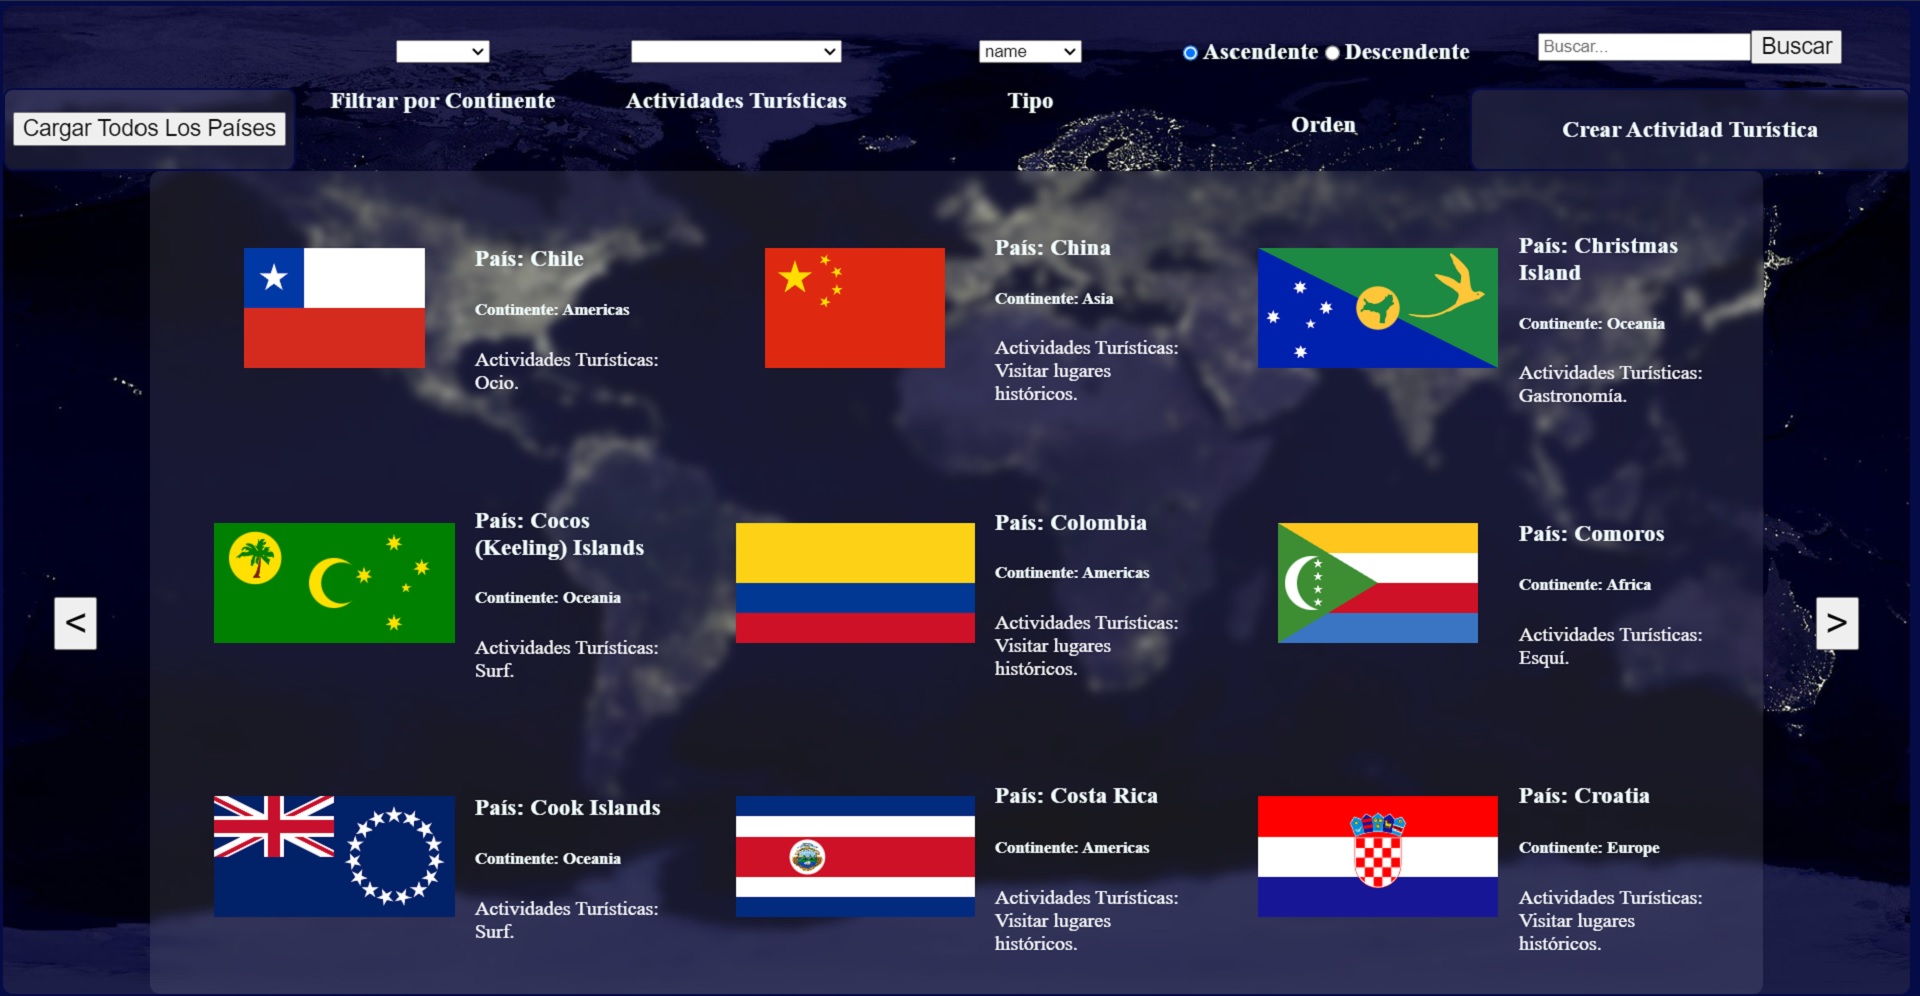 name
Ascendente Descendente
Buscar...
Buscar
Filtrar por Continente
Actividades Turísticas
Tipo
Orden
Cargar Todos Los Países
Crear Actividad Turística
País: Chile
Continente: Americas
Actividades Turísticas:
Ocio.
País: China
Continente: Asia
Actividades Turísticas:
Visitar lugares
históricos.
País: Christmas
Island
Continente: Oceania
Actividades Turísticas:
Gastronomía.
País: Cocos
(Keeling) Islands
Continente: Oceania
Actividades Turísticas:
Surf.
País: Colombia
Continente: Americas
Actividades Turísticas:
Visitar lugares
históricos.
País: Comoros
Continente: Africa
Actividades Turísticas:
Esquí.
<
>
País: Cook Islands
Continente: Oceania
Actividades Turísticas:
Surf.
País: Costa Rica
Continente: Americas
Actividades Turísticas:
Visitar lugares
históricos.
País: Croatia
Continente: Europe
Actividades Turísticas:
Visitar lugares
históricos.